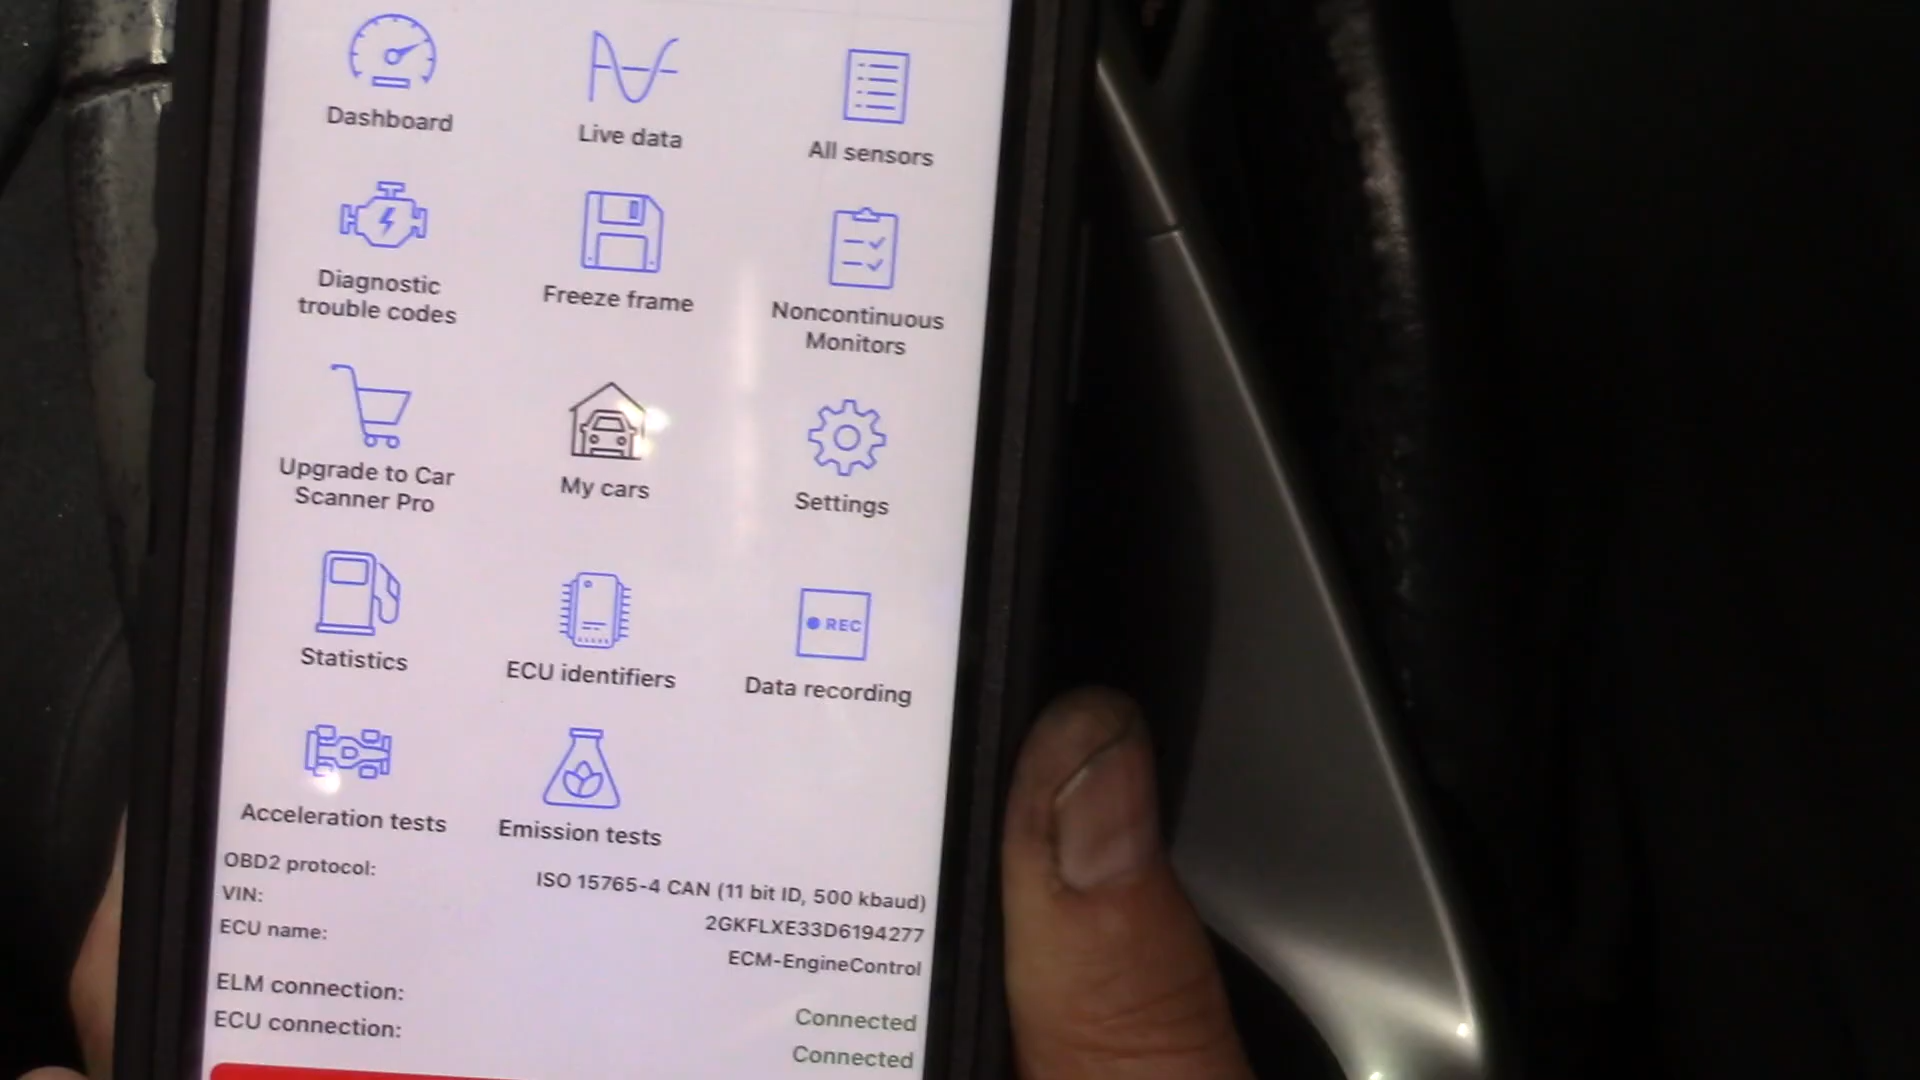 Dashboard
Live data
All sensors
Diagnostic
trouble codes
Freeze frame
Noncontinuous
Monitors
Upgrade to Car
Scanner Pro
My cars
Settings
Statistics
ECU identifiers
REC
Data recording
Acceleration tests
Emission tests
OBD2 protocol:
ISO 15765-4 CAN (11 bit ID, 500 kbaud)
VIN:
2GKFLXE33D6194277
ECU name:
ECM-EngineControl
ELM connection:
Connected
ECU connection:
Connected